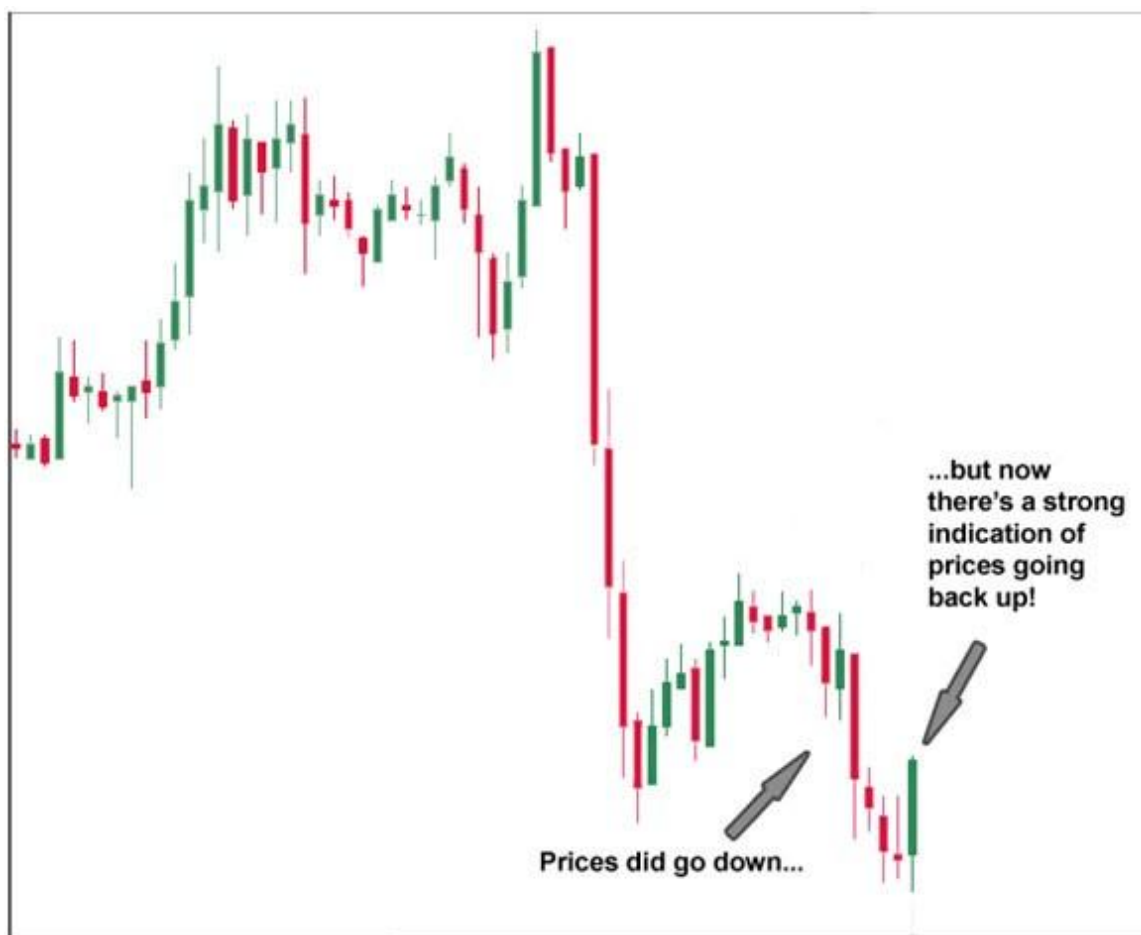 ...but now
there's a strong
indication of
prices going
back up!
Prices did go down...